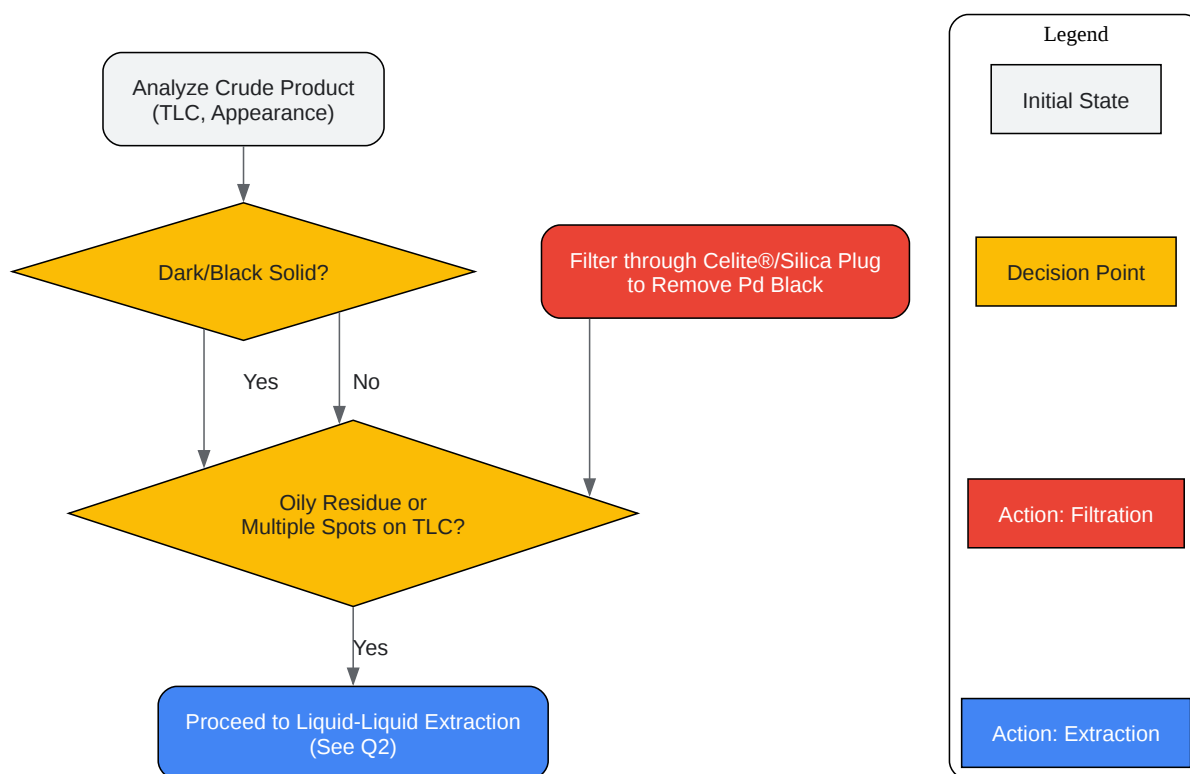 Analyze Crude Product
(TLC, Appearance)
Dark/Black Solid?
Filter through Celite®/Silica Plug
to Remove Pd Black
Yes
No
Oily Residue or
Multiple Spots on TLC?
Yes
Proceed to Liquid-Liquid Extraction
(See Q2)
Legend
Initial State
Decision Point
Action: Filtration
Action: Extraction